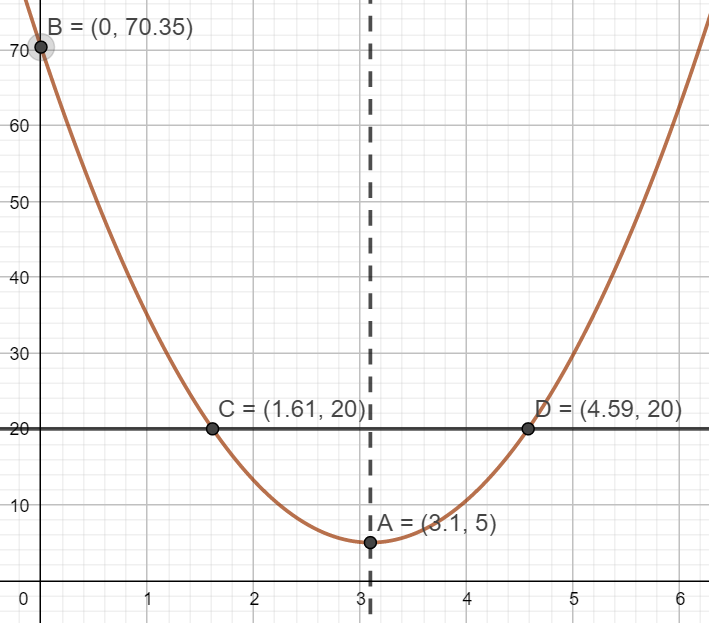 B = (0, 70.35)
70
60
50
40
30
C = (1.61, 20)
D = (4.59, 20)
20
10
A = (3.1, 5)
0 1 2 3 4 5 6